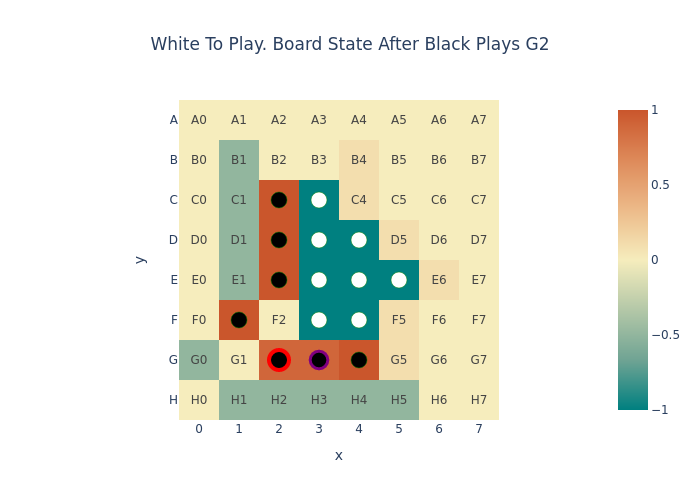 White To Play. Board State After Black Plays G2
A A0 A1 A2 A3 A4 A5 A6 A7
B B0 B1 B2 B3 B4 B5 B6 B7
C C0 C1 C4 C5 C6 C7
D D0 D1 D5 D6 D7
E E0 E1 E6 E7
F F0 F2 F5 F6 F7
G G0 G1 G5 G6 G7
H H0 H1 H2 H3 H4 H5 H6 H7
0 1 2 3 4 5 6 7
x
y
1
0.5
0
−0.5
−1